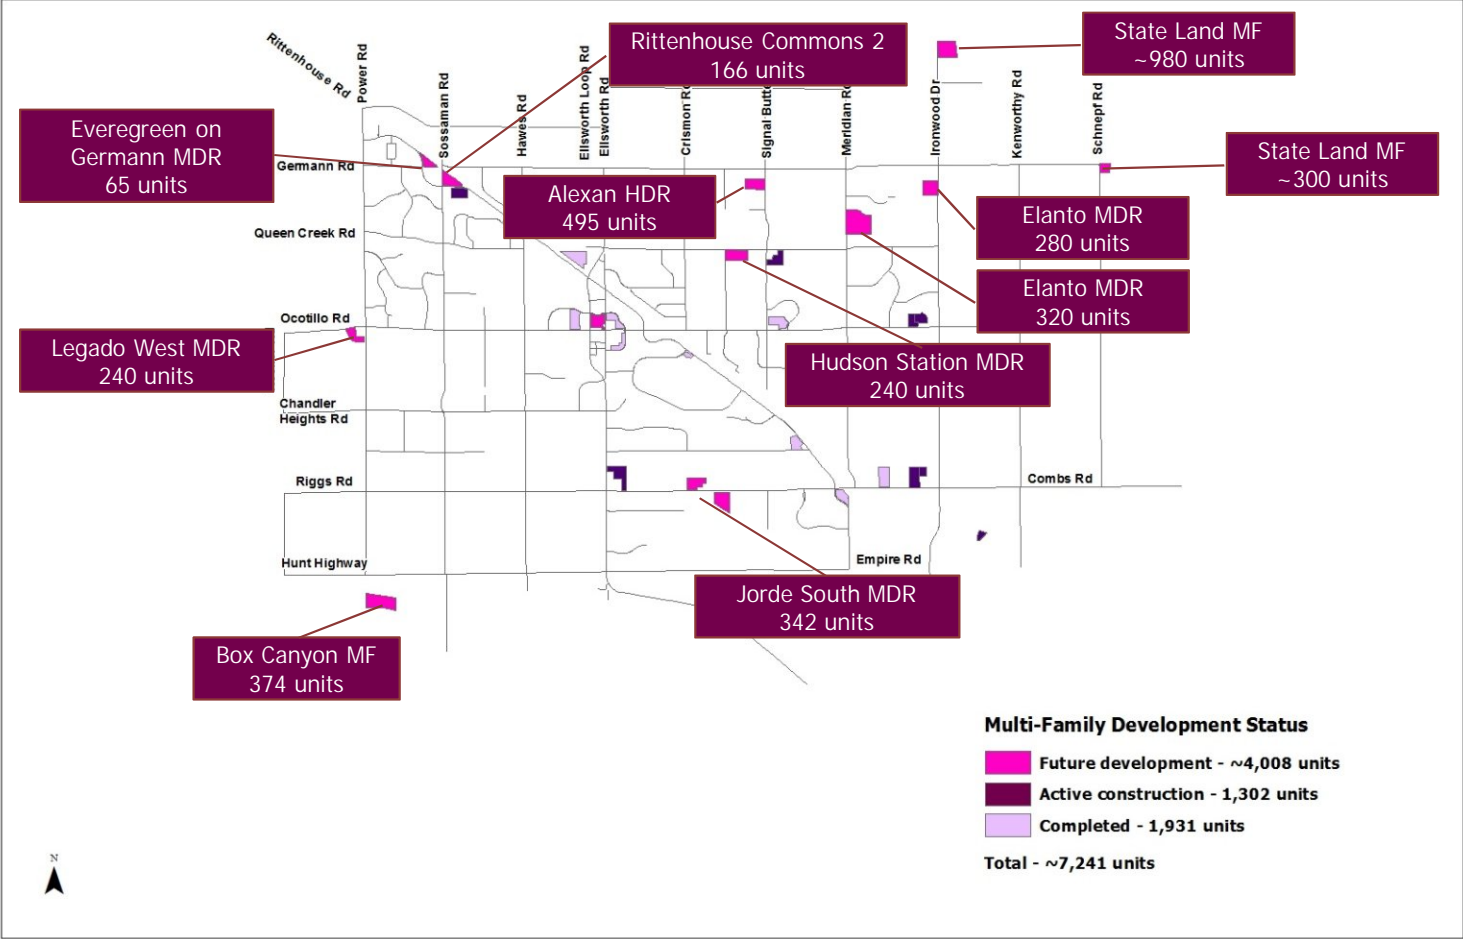 Rittenhouse Commons 2
166 units
State Land MF
~980 units
Rittenhouse Rd
Power Rd
Sossaman Rd
Hawes Rd
Ellsworth Loop Rd
Ellsworth Rd
Crismon R
Signal Butt
Meridian R
Ironwood Dr
Kenworthy Rd
Schnepf Rd
Everegreen on
Germann MDR
65 units
Germann Rd
State Land MF
~300 units
Alexan HDR
495 units
Elanto MDR
280 units
Queen Creek Rd
Elanto MDR
320 units
Ocotillo Rd
Legado West MDR
240 units
Hudson Station MDR
240 units
Chandler
Heights Rd
Riggs Rd
Combs Rd
Hunt Highway
Empire Rd
Jorde South MDR
342 units
Box Canyon MF
374 units
Multi-Family Development Status
Future development - ~4,008 units
Active construction - 1,302 units
Completed - 1,931 units
Total - ~7,241 units
N